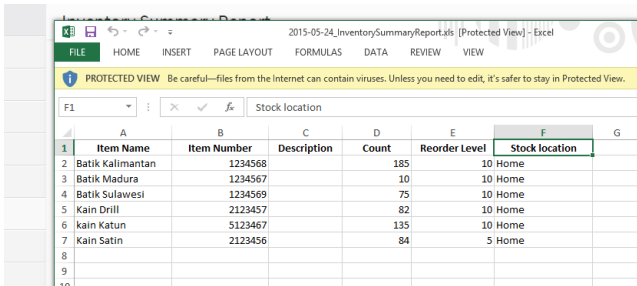 Inventory Summary Report
2015-05-24_InventorySummaryReport.xls [Protected View] - Excel
FILE HOME INSERT PAGE LAYOUT FORMULAS DATA REVIEW VIEW
PROTECTED VIEW Be careful—files from the Internet can contain viruses. Unless you need to edit, it's safer to stay in Protected View.
F1 fx Stock location
A B C D E F G
1 Item Name Item Number Description Count Reorder Level Stock location
2 Batik Kalimantan 1234568 185 10 Home
3 Batik Madura 1234567 10 10 Home
4 Batik Sulawesi 1234569 75 10 Home
5 Kain Drill 2123457 82 10 Home
6 kain Katun 5123467 135 10 Home
7 Kain Satin 2123456 84 5 Home
8
9
10